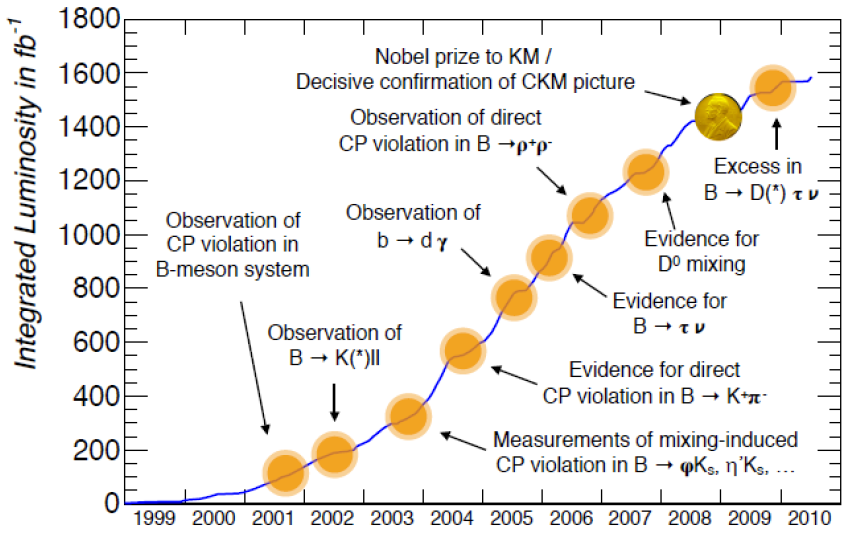 Integrated Luminosity in fb⁻¹
1800
1600
1400
1200
1000
800
600
400
200
0
Nobel prize to KM /
Decisive confirmation of CKM picture
Observation of direct
CP violation in B →ρ⁺ρ⁻
Observation of
b → d γ
Observation of
CP violation in
B-meson system
Observation of
B → K(*)ll
Excess in
B → D(*) τ ν
Evidence for
D⁰ mixing
Evidence for
B → τ ν
Evidence for direct
CP violation in B → K⁺π⁻
Measurements of mixing-induced
CP violation in B → φKₛ, η’Kₛ, …
1999 2000 2001 2002 2003 2004 2005 2006 2007 2008 2009 2010